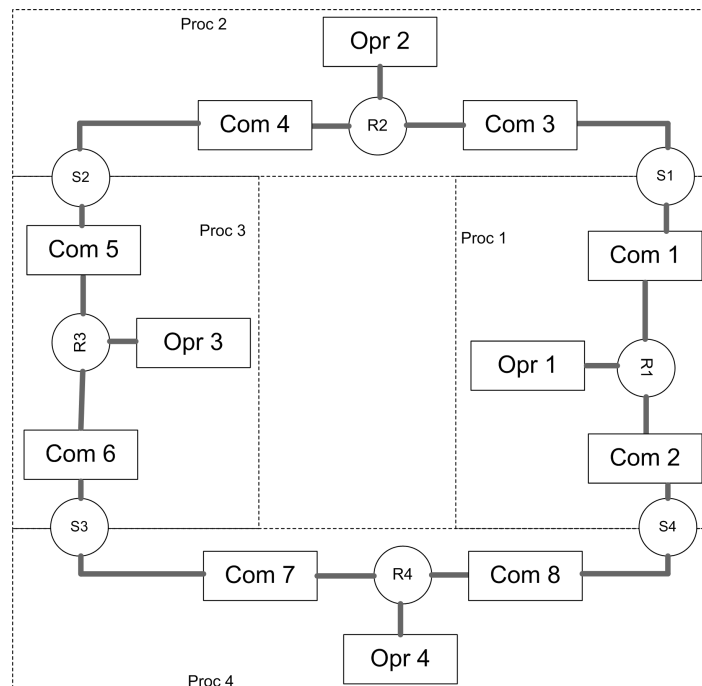 Proc 2
Opr 2
Com 4
R2
Com 3
S2
S1
Proc 3
Proc 1
Com 5
Com 1
R3
Opr 3
Opr 1
R1
Com 6
Com 2
S3
S4
Com 7
R4
Com 8
Opr 4
Proc 4